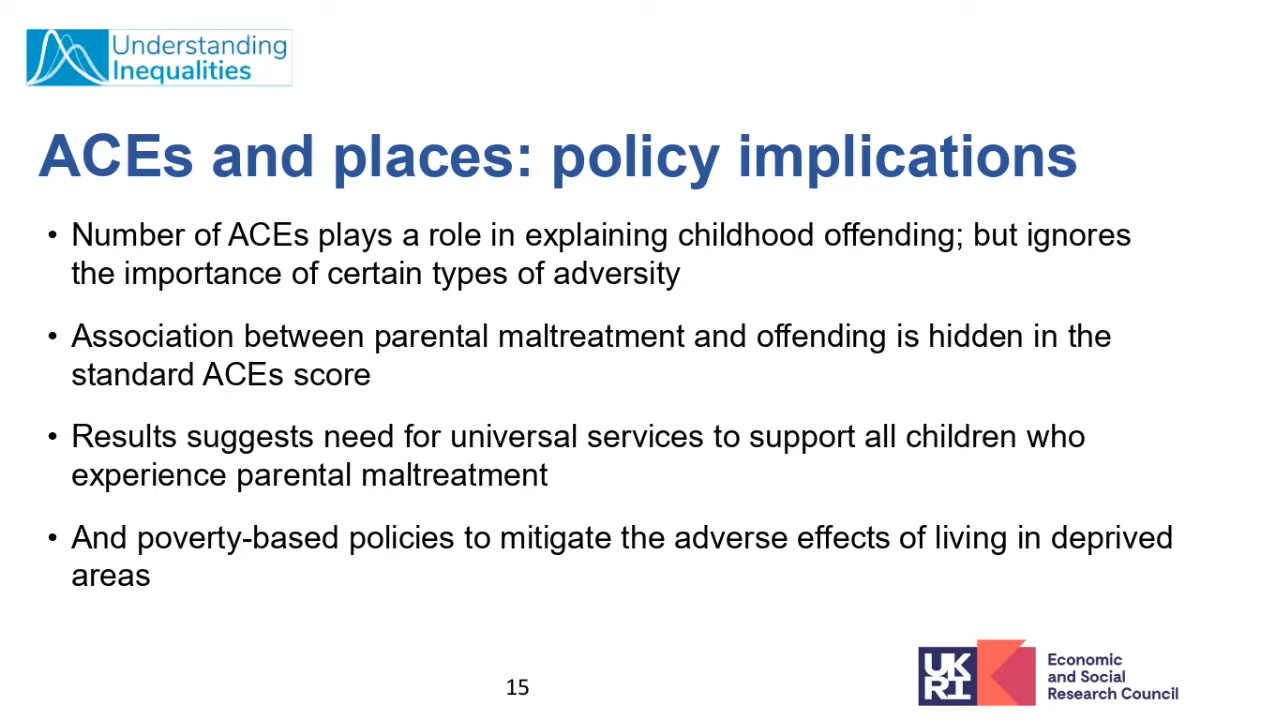 Understanding
Inequalities
ACEs and places: policy implications
• Number of ACEs plays a role in explaining childhood offending; but ignores
the importance of certain types of adversity
• Association between parental maltreatment and offending is hidden in the
standard ACEs score
• Results suggests need for universal services to support all children who
experience parental maltreatment
• And poverty-based policies to mitigate the adverse effects of living in deprived
areas
15
UK
RI
Economic
and Social
Research Council